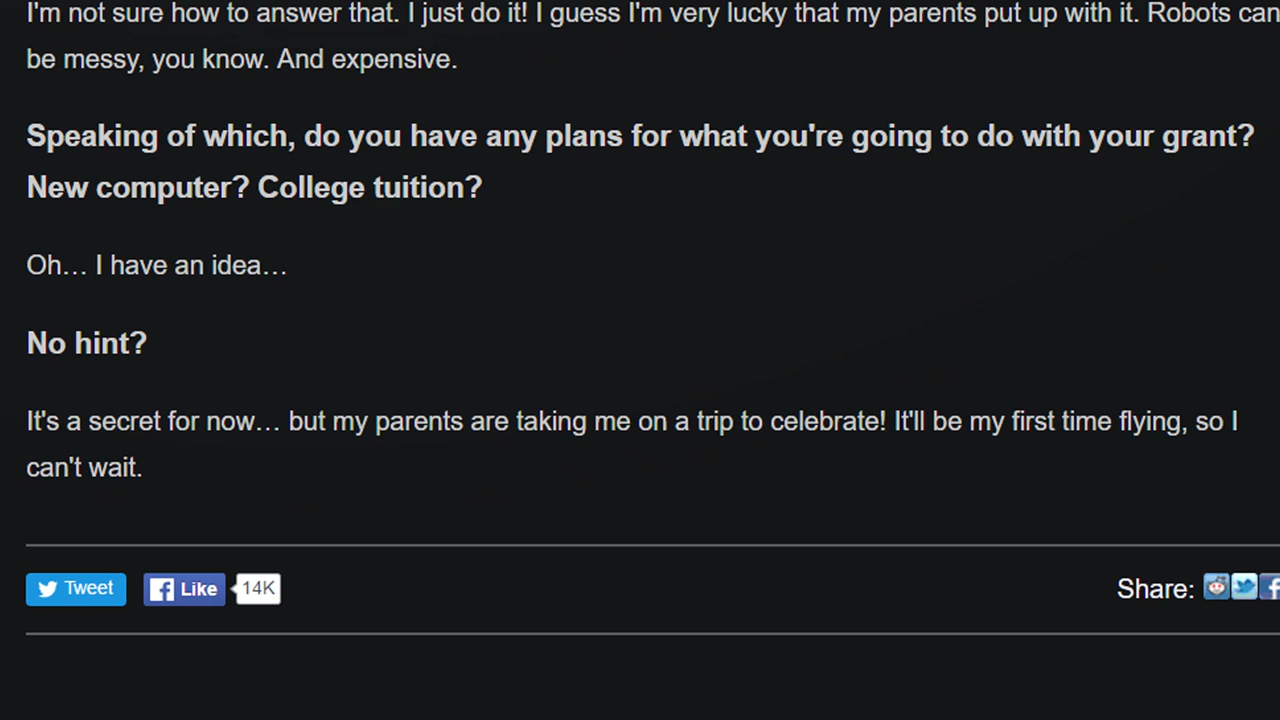 I'm not sure how to answer that. I just do it! I guess I'm very lucky that my parents put up with it. Robots can
be messy, you know. And expensive.
Speaking of which, do you have any plans for what you're going to do with your grant?
New computer? College tuition?
Oh… I have an idea…
No hint?
It's a secret for now… but my parents are taking me on a trip to celebrate! It'll be my first time flying, so I
can't wait.
Tweet Like 14K Share: